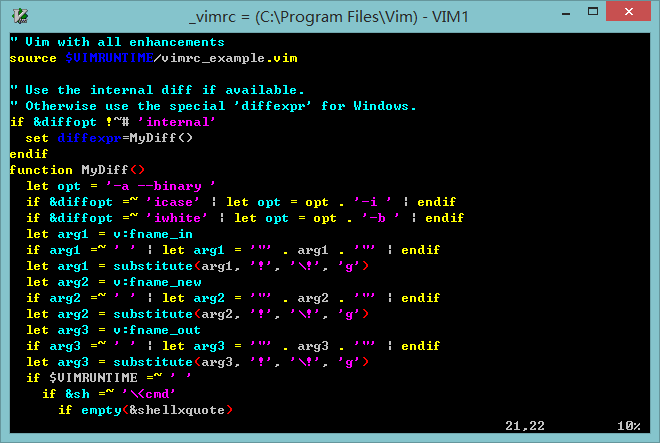 _vimrc = (C:\Program Files\Vim) - VIM1
" Vim with all enhancements
source $VIMRUNTIME/vimrc_example.vim
" Use the internal diff if available.
" Otherwise use the special 'diffexpr' for Windows.
if &diffopt !~# 'internal'
  set diffexpr=MyDiff()
endif
function MyDiff()
  let opt = '-a --binary '
  if &diffopt =~ 'icase' | let opt = opt . '-i ' | endif
  if &diffopt =~ 'iwhite' | let opt = opt . '-b ' | endif
  let arg1 = v:fname_in
  if arg1 =~ ' ' | let arg1 = '"' . arg1 . '"' | endif
  let arg1 = substitute(arg1, '!', '\!', 'g')
  let arg2 = v:fname_new
  if arg2 =~ ' ' | let arg2 = '"' . arg2 . '"' | endif
  let arg2 = substitute(arg2, '!', '\!', 'g')
  let arg3 = v:fname_out
  if arg3 =~ ' ' | let arg3 = '"' . arg3 . '"' | endif
  let arg3 = substitute(arg3, '!', '\!', 'g')
  if $VIMRUNTIME =~ ' '
    if &sh =~ '\<cmd'
      if empty(&shellxquote)
21,22 10%